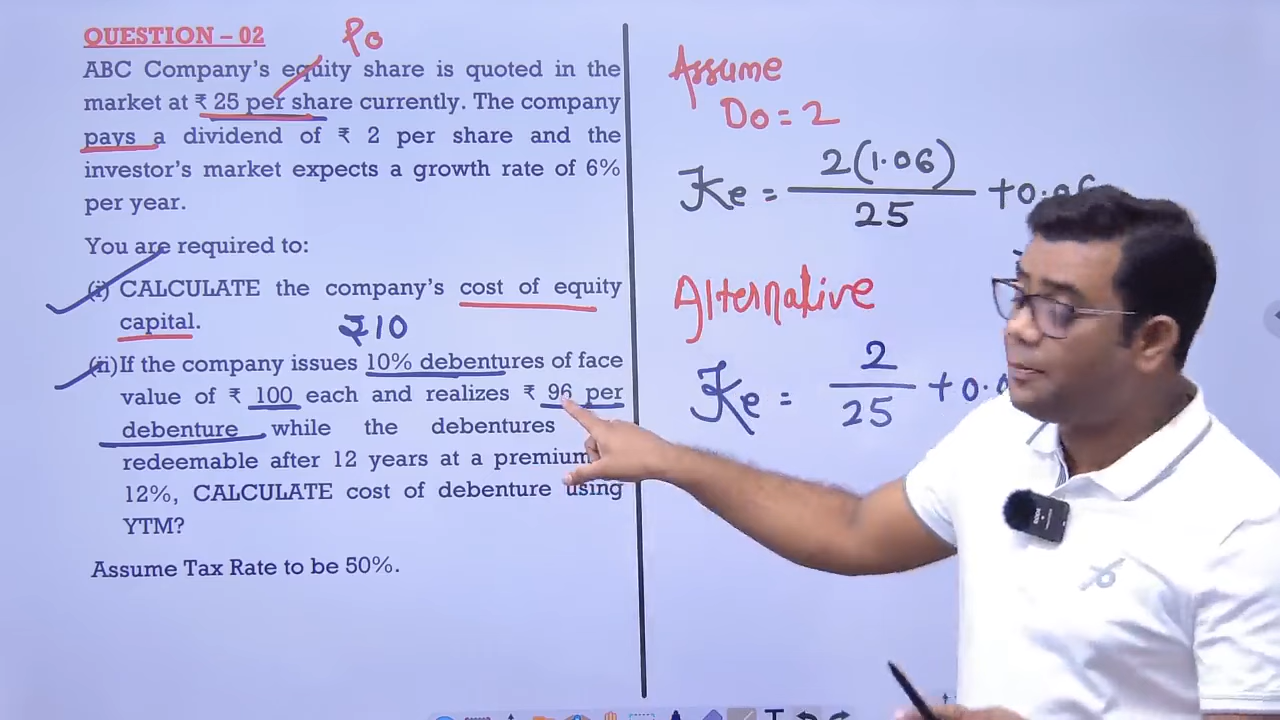 QUESTION – 02
Po
ABC Company's equity share is quoted in the
market at ₹ 25 per share currently. The company
pays a dividend of ₹ 2 per share and the
investor's market expects a growth rate of 6%
per year.
You are required to:
(i) CALCULATE the company's cost of equity
capital.
₹10
(ii) If the company issues 10% debentures of face
value of ₹ 100 each and realizes ₹ 96 per
debenture while the debentures
redeemable after 12 years at a premium
12%, CALCULATE cost of debenture using
YTM?
Assume Tax Rate to be 50%.
Assume
Do = 2
Ke = 2(1.06) / 25 + 0.06
Alternative
Ke = 2 / 25 + 0.0